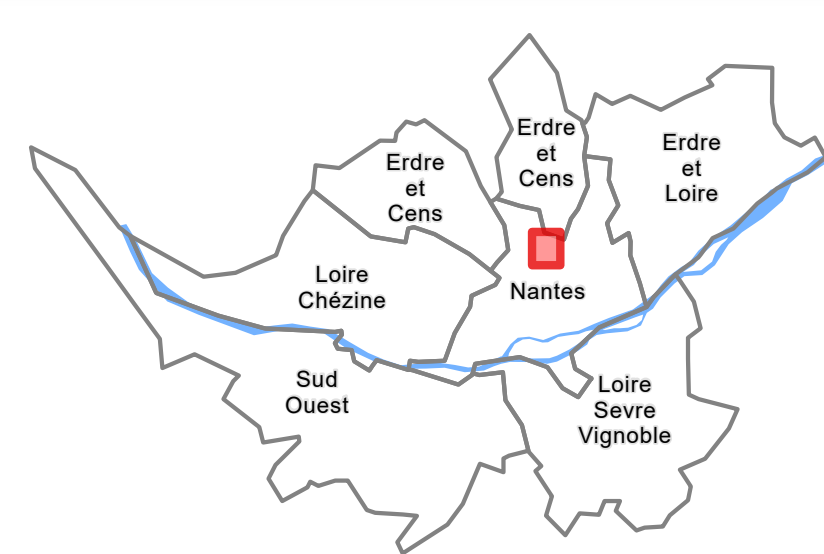 Erdre
et
Cens
Erdre
et
Cens
Erdre
et
Loire
Loire
Chézine
Nantes
Sud
Ouest
Loire
Sevre
Vignoble